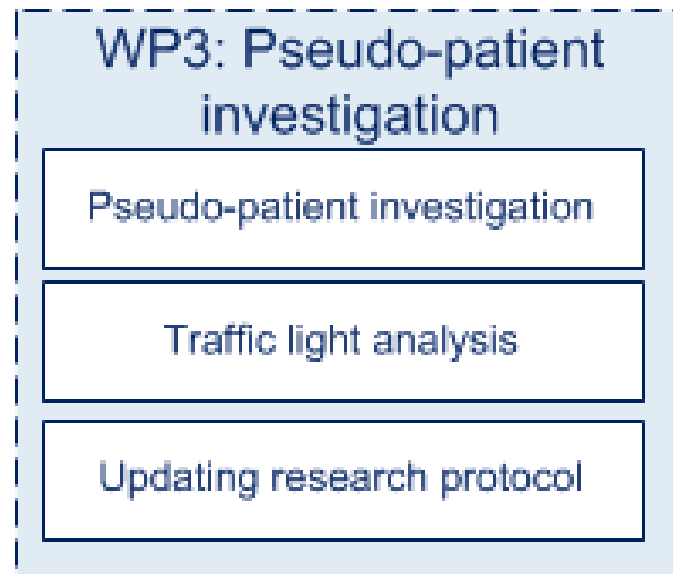 WP3: Pseudo-patient
investigation
Pseudo-patient investigation
Traffic light analysis
Updating research protocol